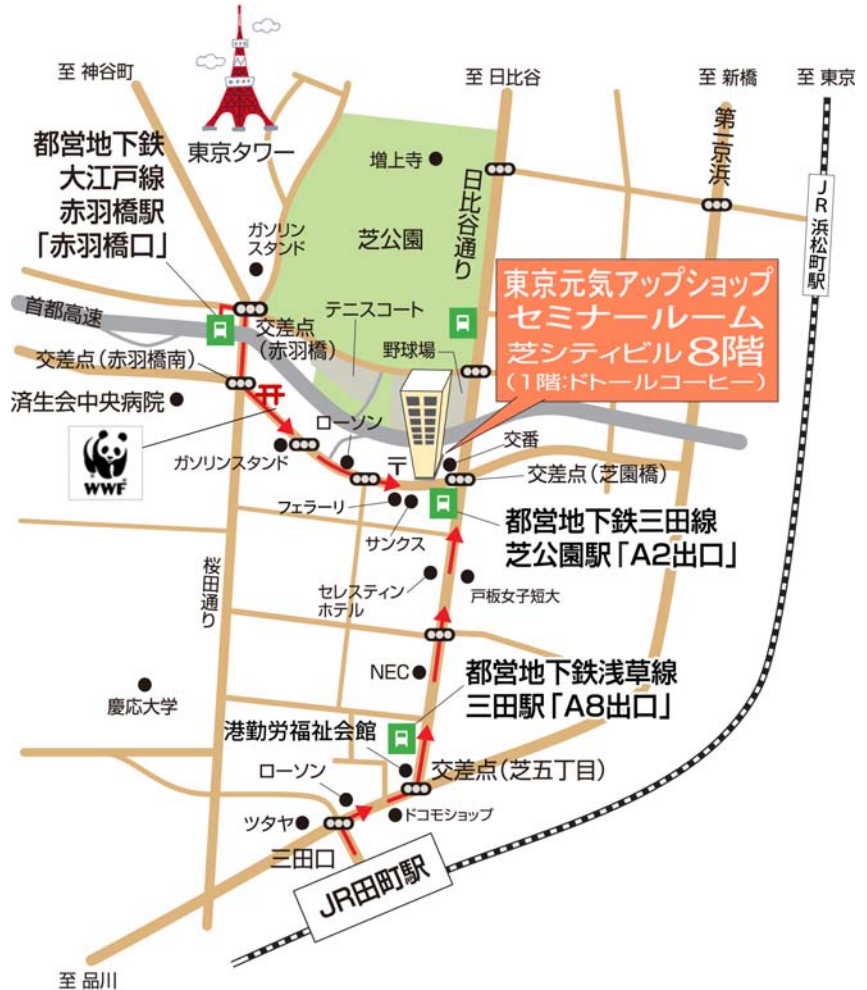 至 神谷町
至 日比谷
至 新橋
至 東京
東京タワー
都営地下鉄
大江戸線
赤羽橋駅
「赤羽橋口」
増上寺
日比谷通り
第一京浜
JR 浜松町駅
ガソリン
スタンド
芝公園
首都高速
交差点
(赤羽橋)
テニスコート
野球場
東京元気アップショップ
セミナールーム
芝シティビル 8階
(1階:ドトールコーヒー)
交差点(赤羽橋南)
済生会中央病院
WWF
ガソリンスタンド
ローソン
〒
交番
交差点(芝園橋)
フェラーリ
サンクス
都営地下鉄三田線
芝公園駅「A2出口」
桜田通り
セレスティン
ホテル
戸板女子短大
NEC
都営地下鉄浅草線
三田駅「A8出口」
慶応大学
港勤労福祉会館
交差点(芝五丁目)
ローソン
ツタヤ
ドコモショップ
三田口
JR田町駅
至 品川